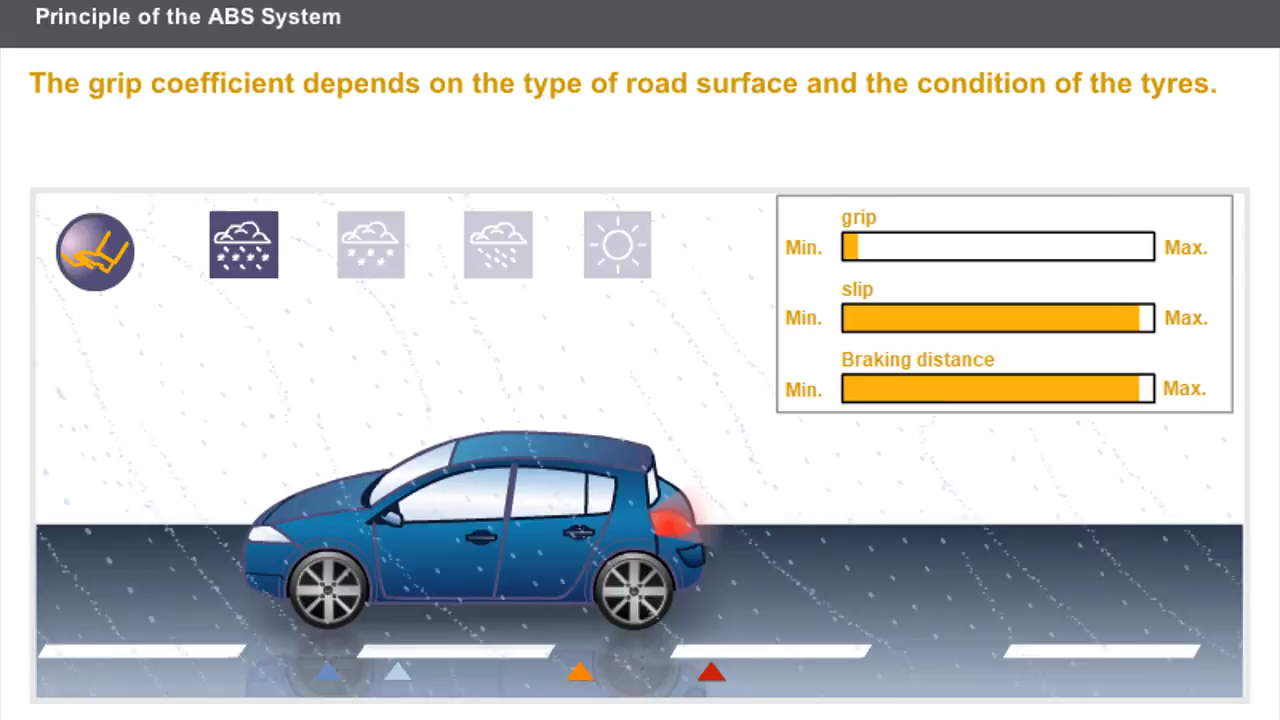 Principle of the ABS System
The grip coefficient depends on the type of road surface and the condition of the tyres.
grip
Min. Max.
slip
Min. Max.
Braking distance
Min. Max.